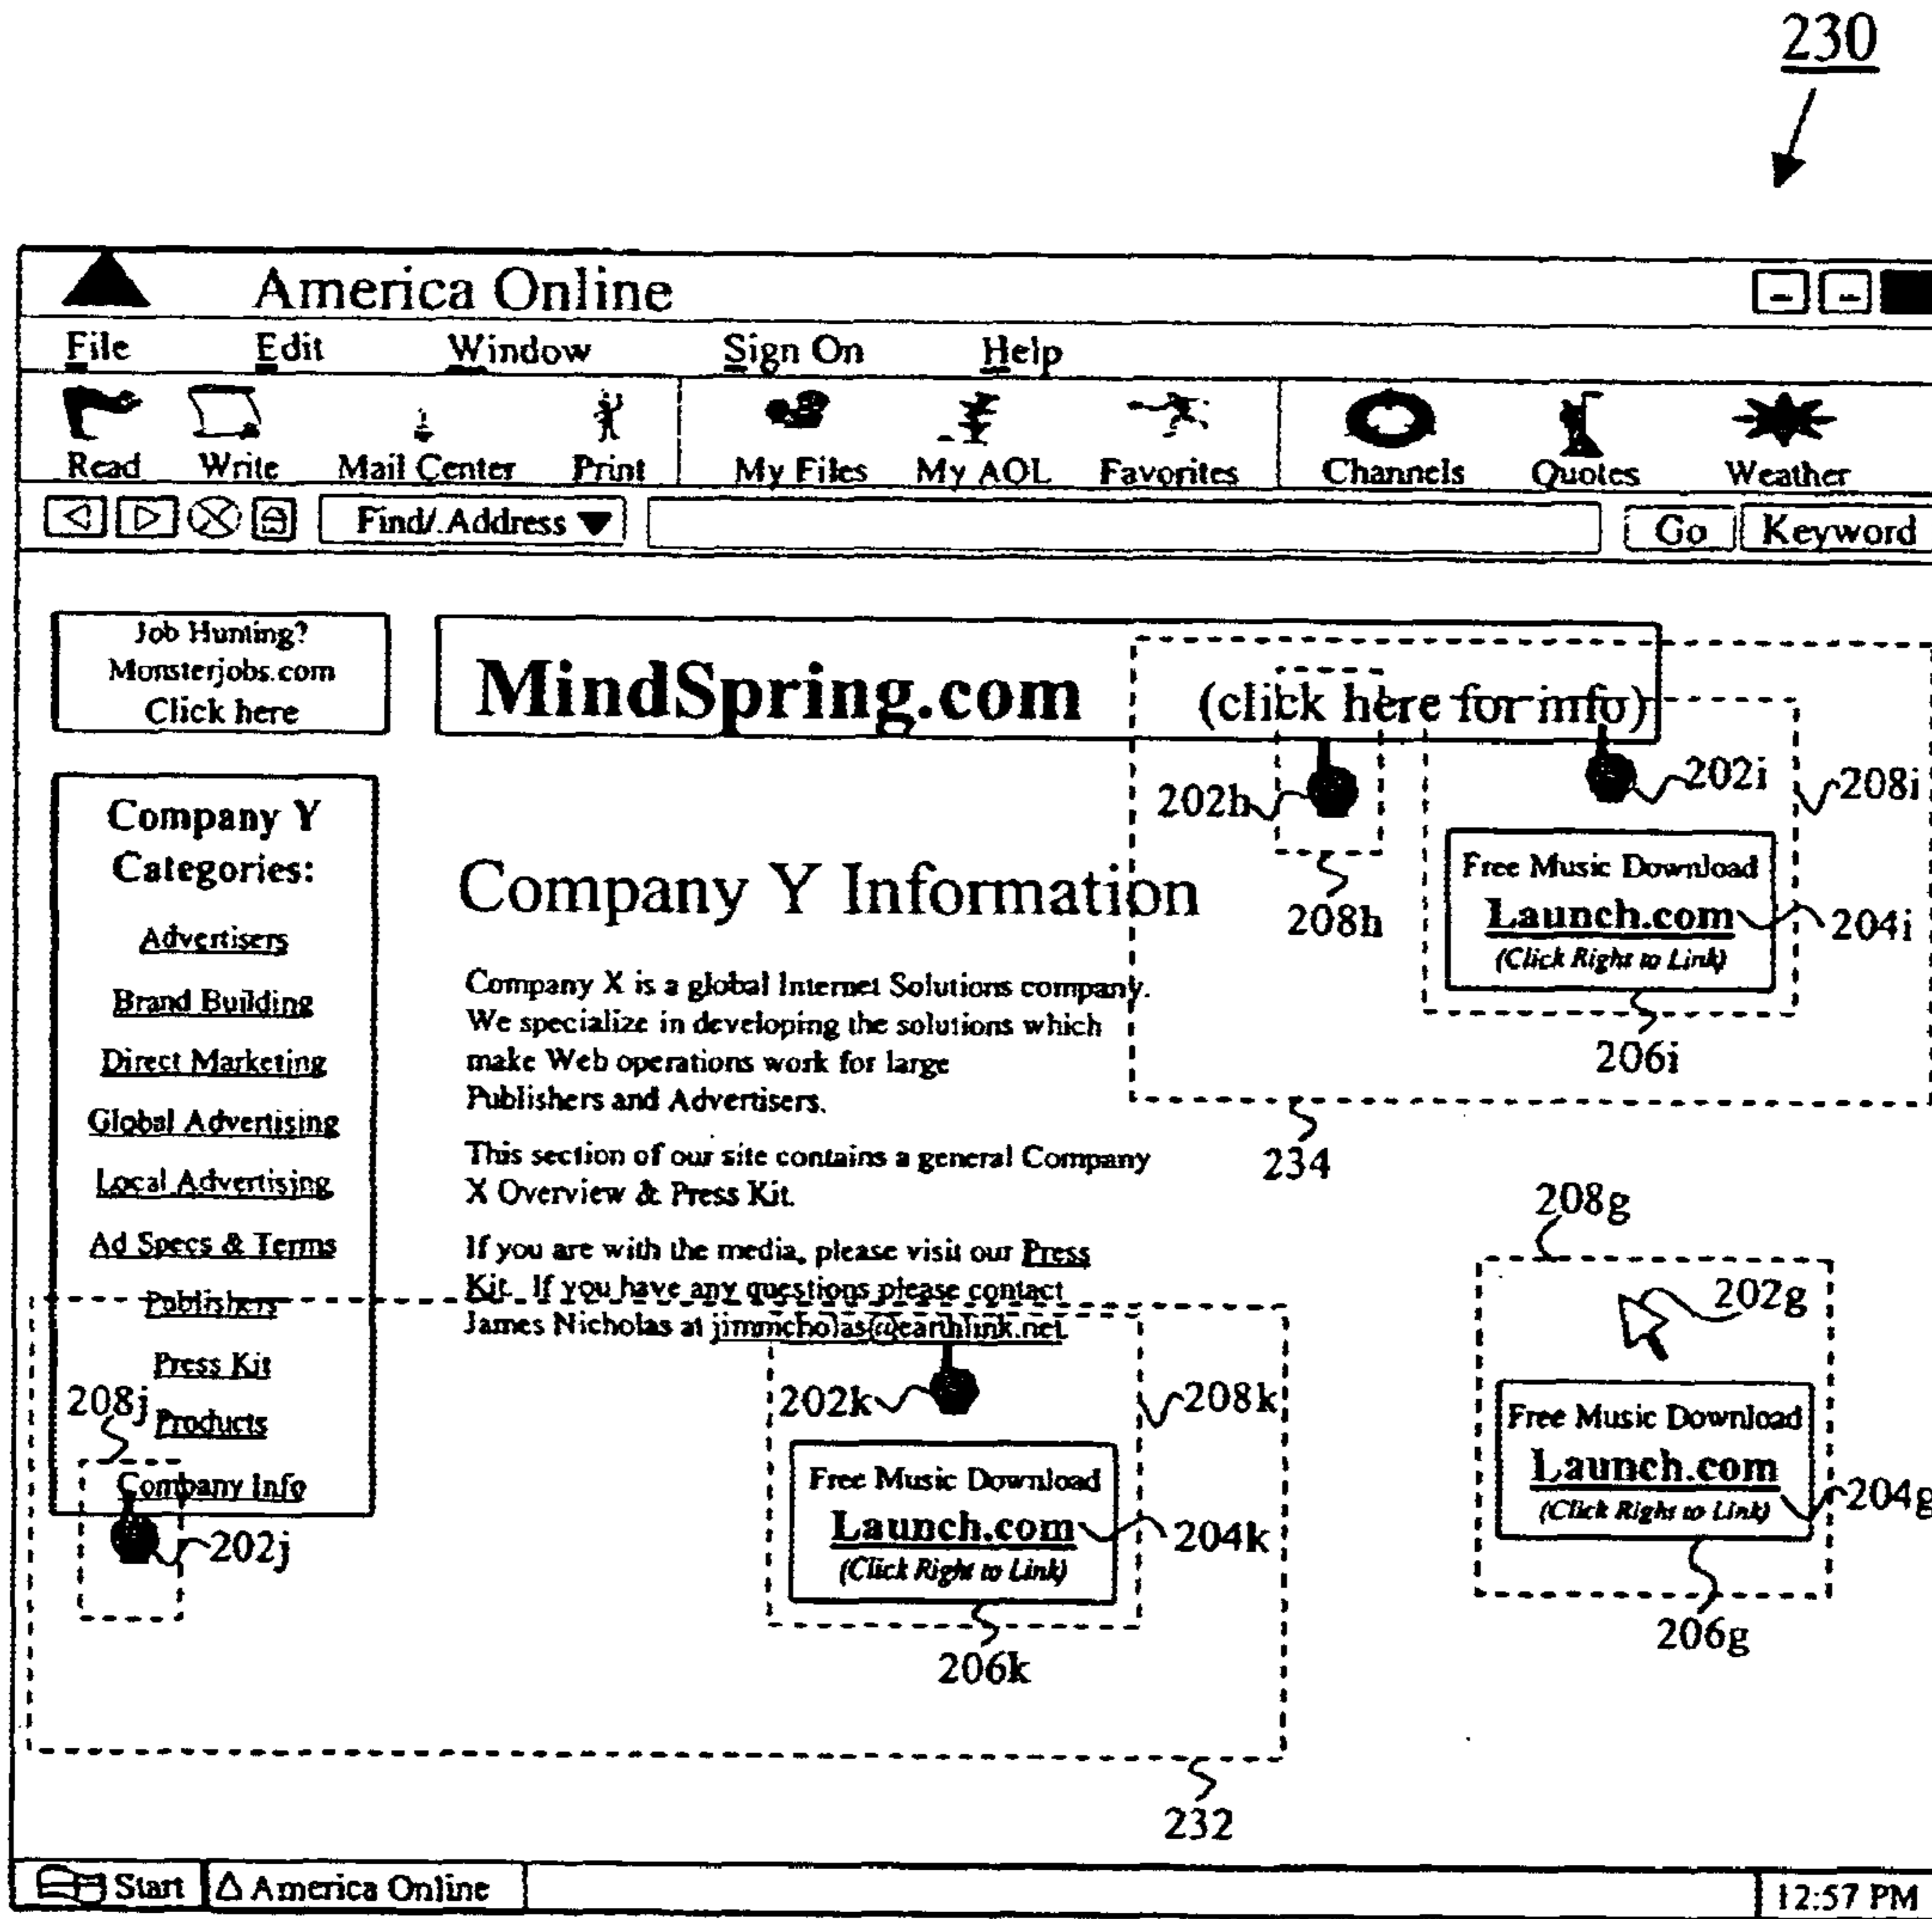 230
America Online
File Edit Window Sign On Help
Read Write Mail Center Print My Files My AOL Favorites Channels Quotes Weather
Find/.Address Go Keyword
Job Hunting?
Monsterjobs.com
Click here
MindSpring.com (click here for info)
202h
202i
208i
208h
Company Y
Categories:
Advertisers
Brand Building
Direct Marketing
Global Advertising
Local Advertising
Ad Specs & Terms
Publishers
Press Kit
Products
Company Info
208j
202j
Company Y Information
Company X is a global Internet Solutions company.
We specialize in developing the solutions which
make Web operations work for large
Publishers and Advertisers.
This section of our site contains a general Company
X Overview & Press Kit.
If you are with the media, please visit our Press
Kit. If you have any questions please contact
James Nicholas at jimnicholas@earthlink.net
Free Music Download
Launch.com
(Click Right to Link)
204i
206i
234
208g
202g
Free Music Download
Launch.com
(Click Right to Link)
204g
206g
202k
208k
Free Music Download
Launch.com
(Click Right to Link)
204k
206k
232
Start America Online 12:57 PM